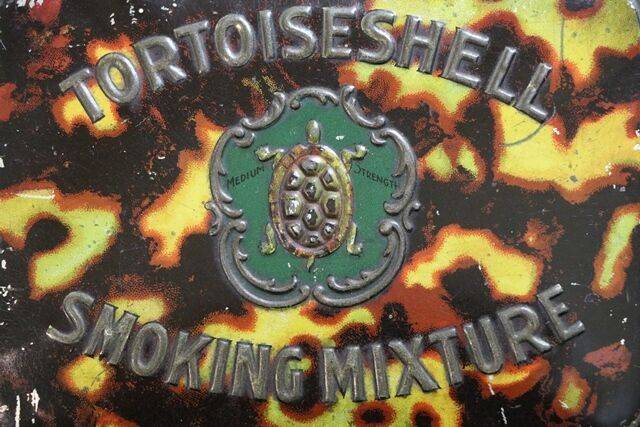 TORTOISESHELL
MEDIUM STRENGTH
SMOKING MIXTURE